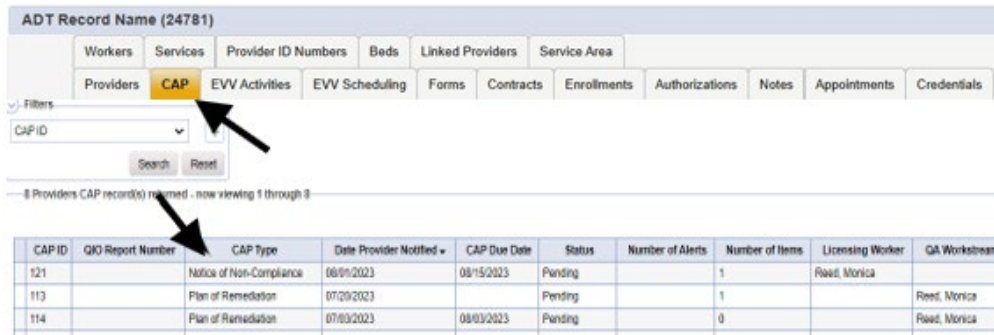 ADT Record Name (24781)
Workers Services Provider ID Numbers Beds Linked Providers Service Area
Providers CAP EVV Activities EVV Scheduling Forms Contracts Enrollments Authorizations Notes Appointments Credentials
Filters
CAP ID
Search Reset
8 Providers CAP record(s) returned - now viewing 1 through 8
CAP ID QIO Report Number CAP Type Date Provider Notified CAP Due Date Status Number of Alerts Number of Items Licensing Worker QA Workstream
121 Notice of Non-Compliance 08/01/2023 08/15/2023 Pending 1 Reed, Monica
113 Plan of Remediation 07/20/2023 Pending 1 Reed, Monica
114 Plan of Remediation 07/03/2023 08/03/2023 Pending 0 Reed, Monica